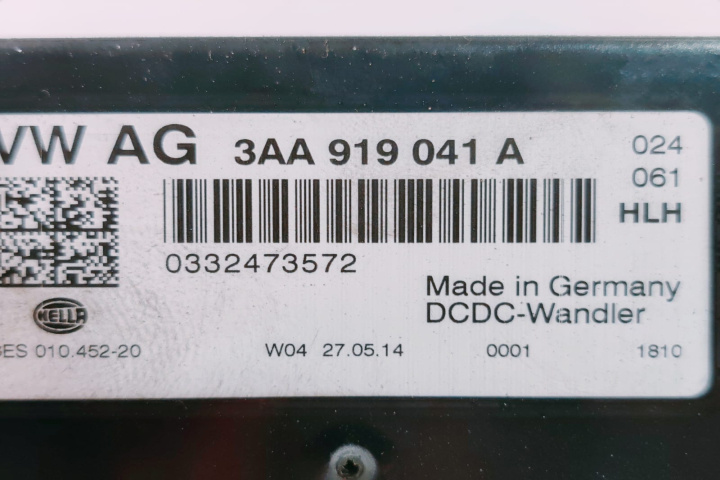 VW AG 3AA 919 041 A
024
061
HLH
0332473572
Made in Germany
DCDC-Wandler
HELLA
ES 010.452-20 W04 27.05.14 0001 1810